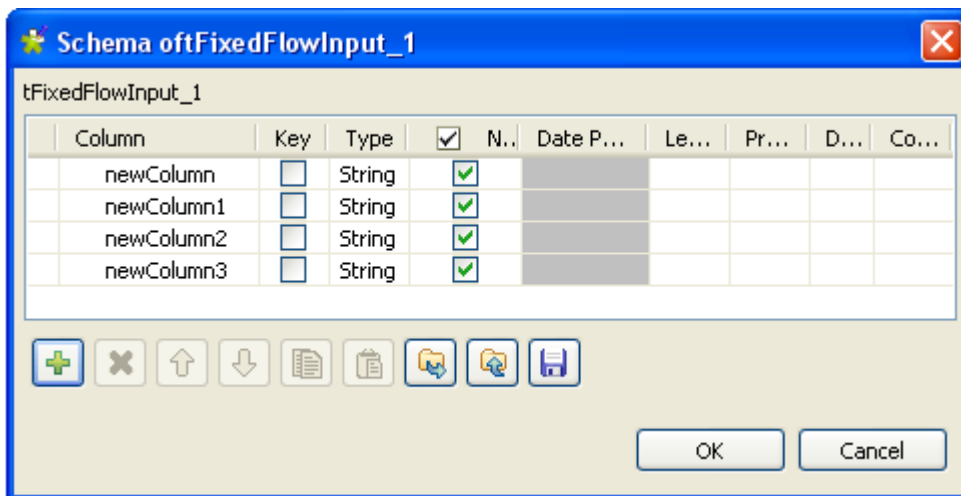 Schema oftFixedFlowInput_1
tFixedFlowInput_1
Column Key Type N.. Date P... Le... Pr... D... Co...
newColumn String
newColumn1 String
newColumn2 String
newColumn3 String
OK Cancel